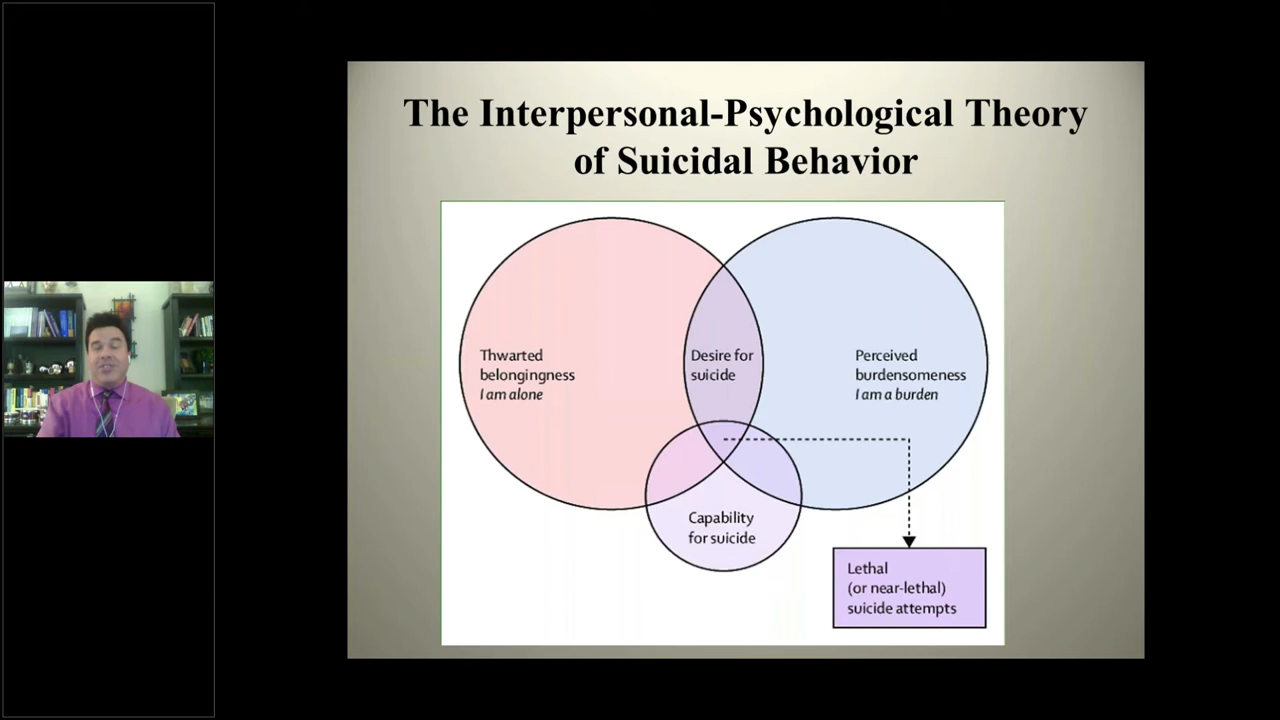 The Interpersonal-Psychological Theory
of Suicidal Behavior
Thwarted
belongingness
I am alone
Desire for
suicide
Perceived
burdensomeness
I am a burden
Capability
for suicide
Lethal
(or near-lethal)
suicide attempts